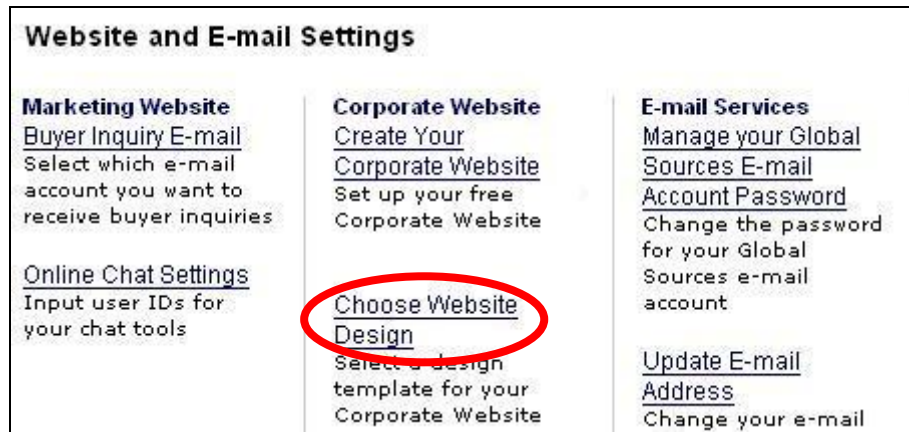 Website and E-mail Settings
Marketing Website
Buyer Inquiry E-mail
Select which e-mail
account you want to
receive buyer inquiries
Online Chat Settings
Input user IDs for
your chat tools
Corporate Website
Create Your
Corporate Website
Set up your free
Corporate Website
Choose Website
Design
Select a design
template for your
Corporate Website
E-mail Services
Manage your Global
Sources E-mail
Account Password
Change the password
for your Global
Sources e-mail
account
Update E-mail
Address
Change your e-mail